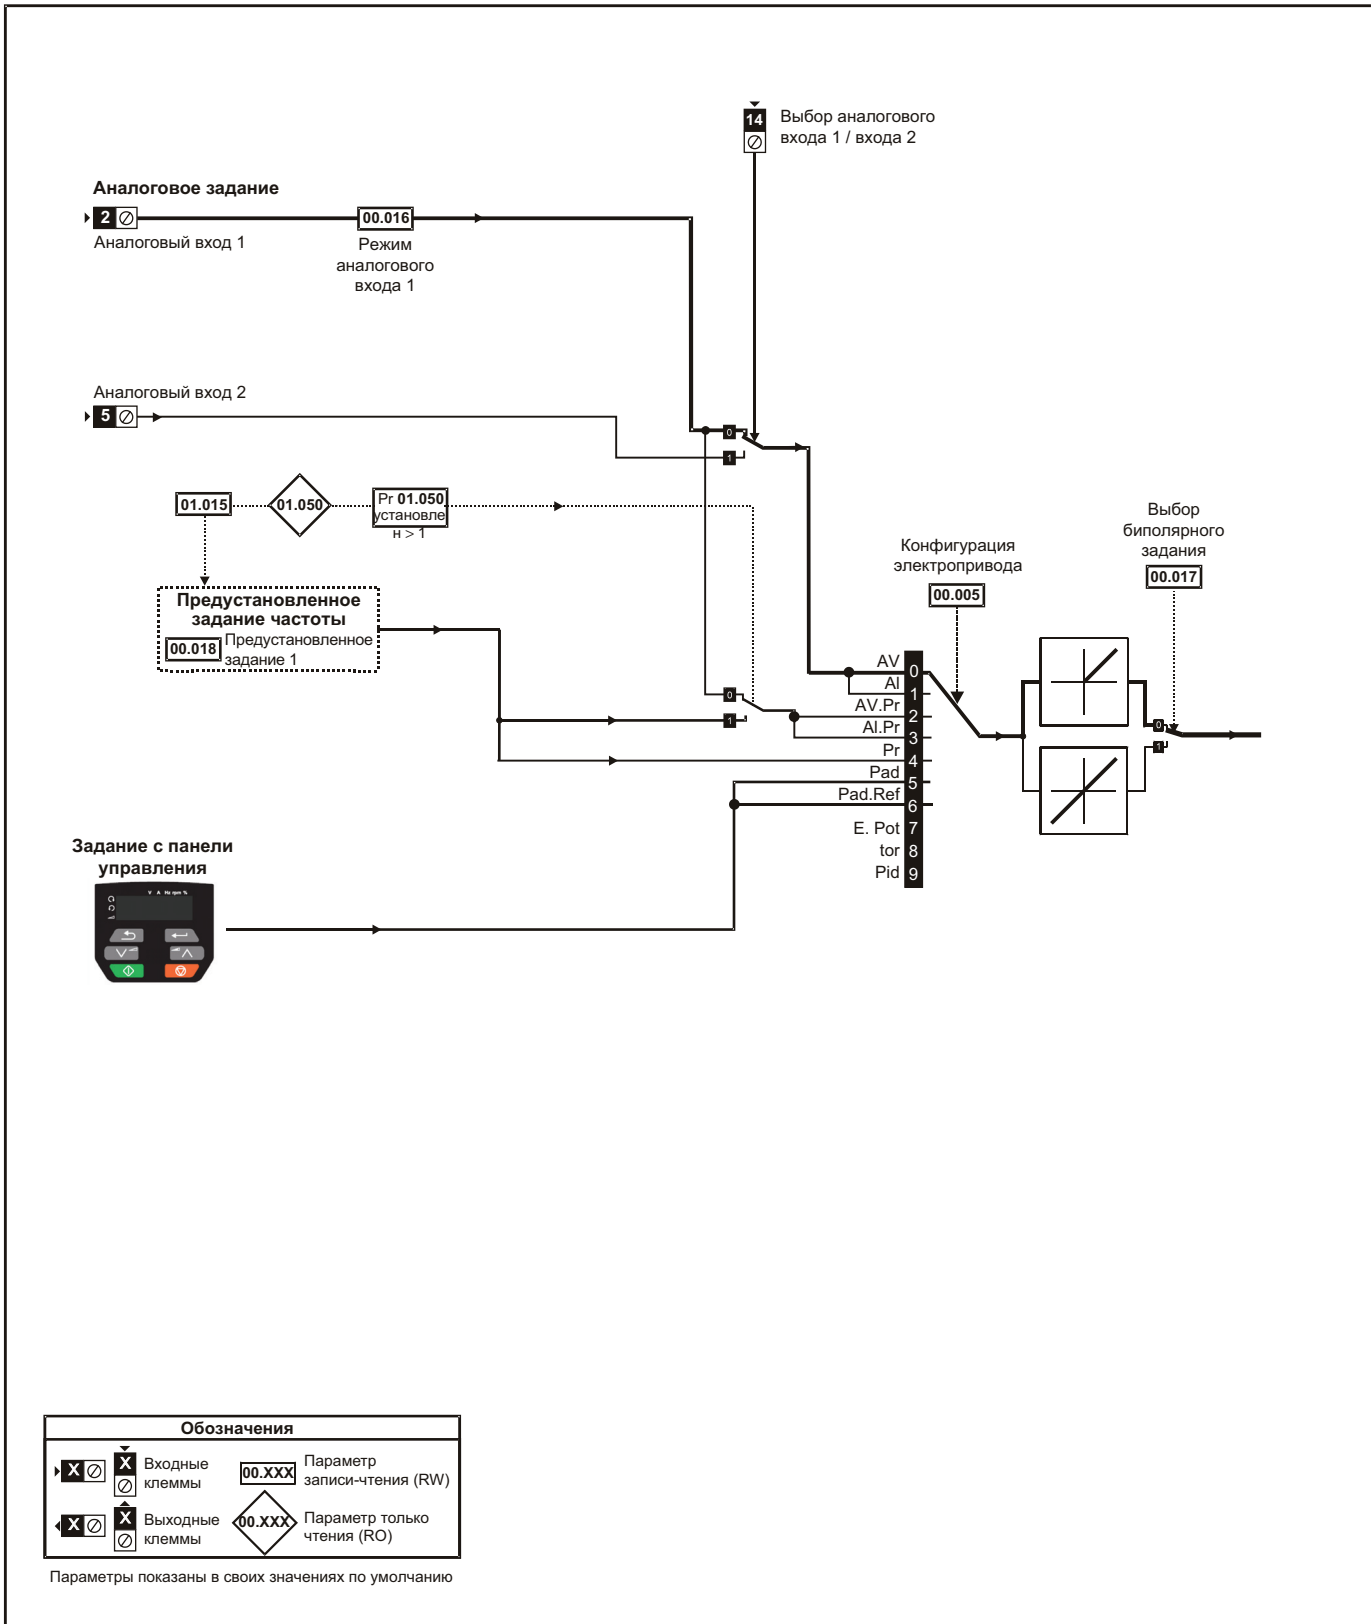 14
Выбор аналогового
входа 1 / входа 2
Аналоговое задание
2
00.016
Аналоговый вход 1
Режим
аналогового
входа 1
Аналоговый вход 2
5
0
1
01.015
01.050
Pr 01.050
установле
н > 1
Предустановленное
задание частоты
00.018
Предустановленное
задание 1
0
1
Конфигурация
электропривода
00.005
Выбор
биполярного
задания
00.017
AV 0
AI 1
AV.Pr 2
AI.Pr 3
Pr 4
Pad 5
Pad.Ref 6
E. Pot 7
tor 8
Pid 9
0
1
Задание с панели
управления
V A Hz rpm %
Обозначения
X
X
Входные
клеммы
00.XXX
Параметр
записи-чтения (RW)
X
X
Выходные
клеммы
00.XXX
Параметр только
чтения (RO)
Параметры показаны в своих значениях по умолчанию